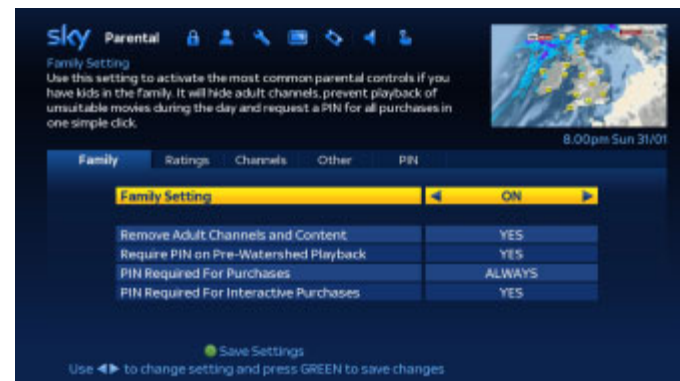 sky Parental
Family Setting
Use this setting to activate the most common parental controls if you
have kids in the family. It will hide adult channels, prevent playback of
unsuitable movies during the day and request a PIN for all purchases in
one simple click.
8.00pm Sun 31/01
Family Ratings Channels Other PIN
Family Setting ON
Remove Adult Channels and Content YES
Require PIN on Pre-Watershed Playback YES
PIN Required For Purchases ALWAYS
PIN Required For Interactive Purchases YES
Save Settings
Use ◀▶ to change setting and press GREEN to save changes